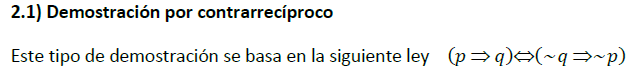 2.1) Demostración por contrarrecíproco
Este tipo de demostración se basa en la siguiente ley (p ⇒ q)⇔(~q ⇒~p)